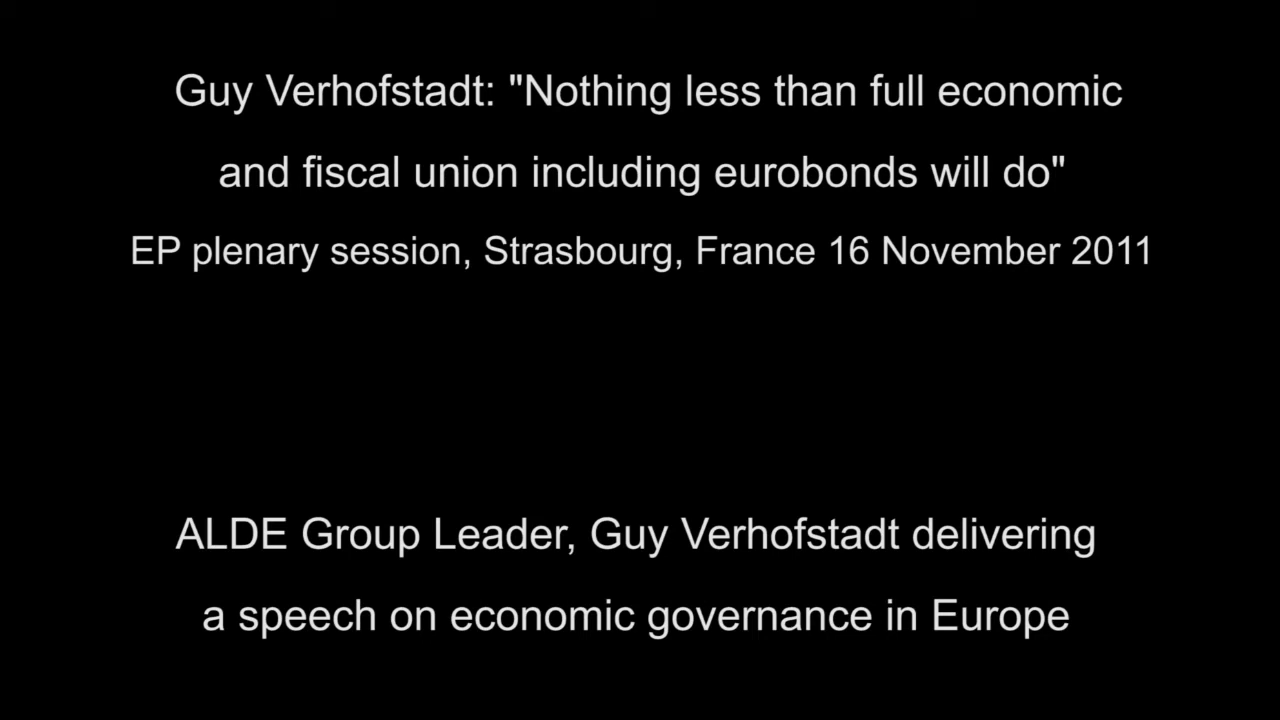 Guy Verhofstadt: "Nothing less than full economic
and fiscal union including eurobonds will do"
EP plenary session, Strasbourg, France 16 November 2011
ALDE Group Leader, Guy Verhofstadt delivering
a speech on economic governance in Europe